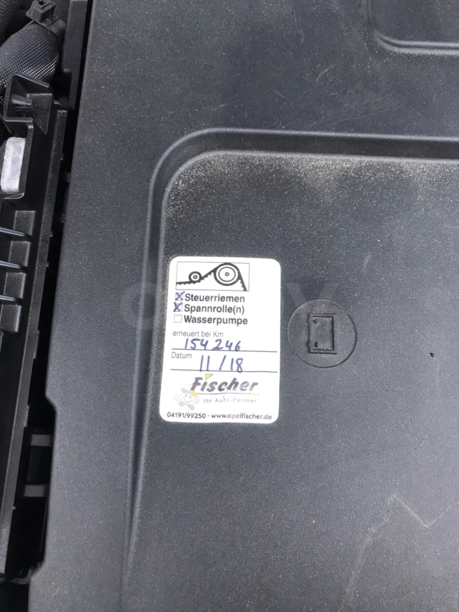 Steuerriemen
Spannrolle(n)
Wasserpumpe
erneuert bei Km
154 246
Datum 11/18
Fischer
Ihr Auto-Partner
04191/99250 - www.opelfischer.de